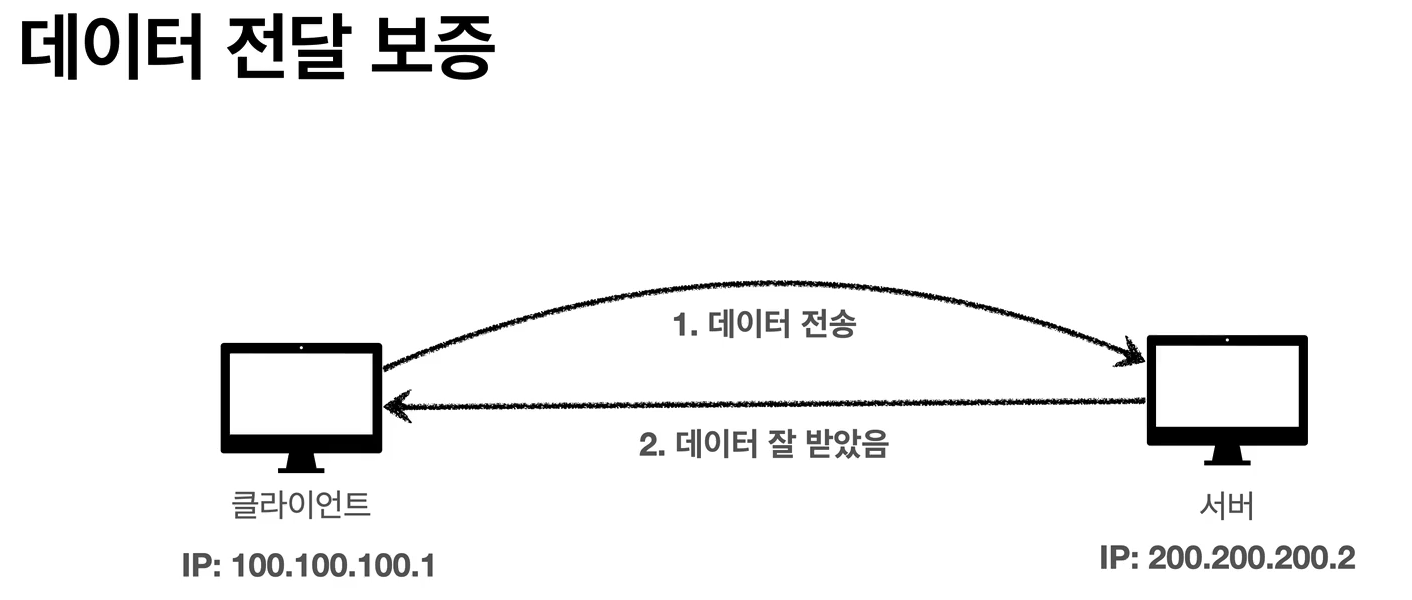 데이터 전달 보증
1. 데이터 전송
2. 데이터 잘 받았음
클라이언트
IP: 100.100.100.1
서버
IP: 200.200.200.2